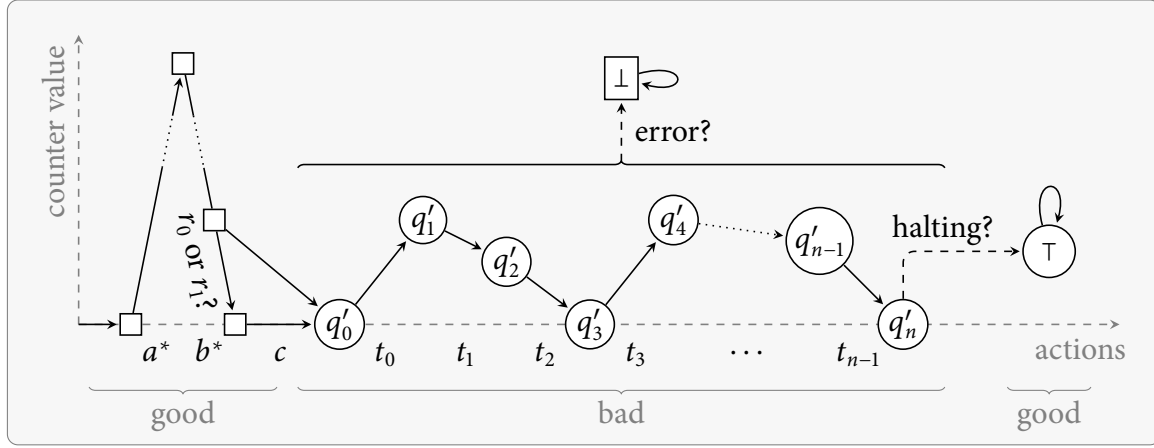 counter value
⊥
error?
r₀ or r₁?
q′₀
q′₁
q′₂
q′₃
q′₄
q′ₙ₋₁
q′ₙ
halting?
⊤
a* b* c t₀ t₁ t₂ t₃ ⋯ tₙ₋₁ actions
good bad good